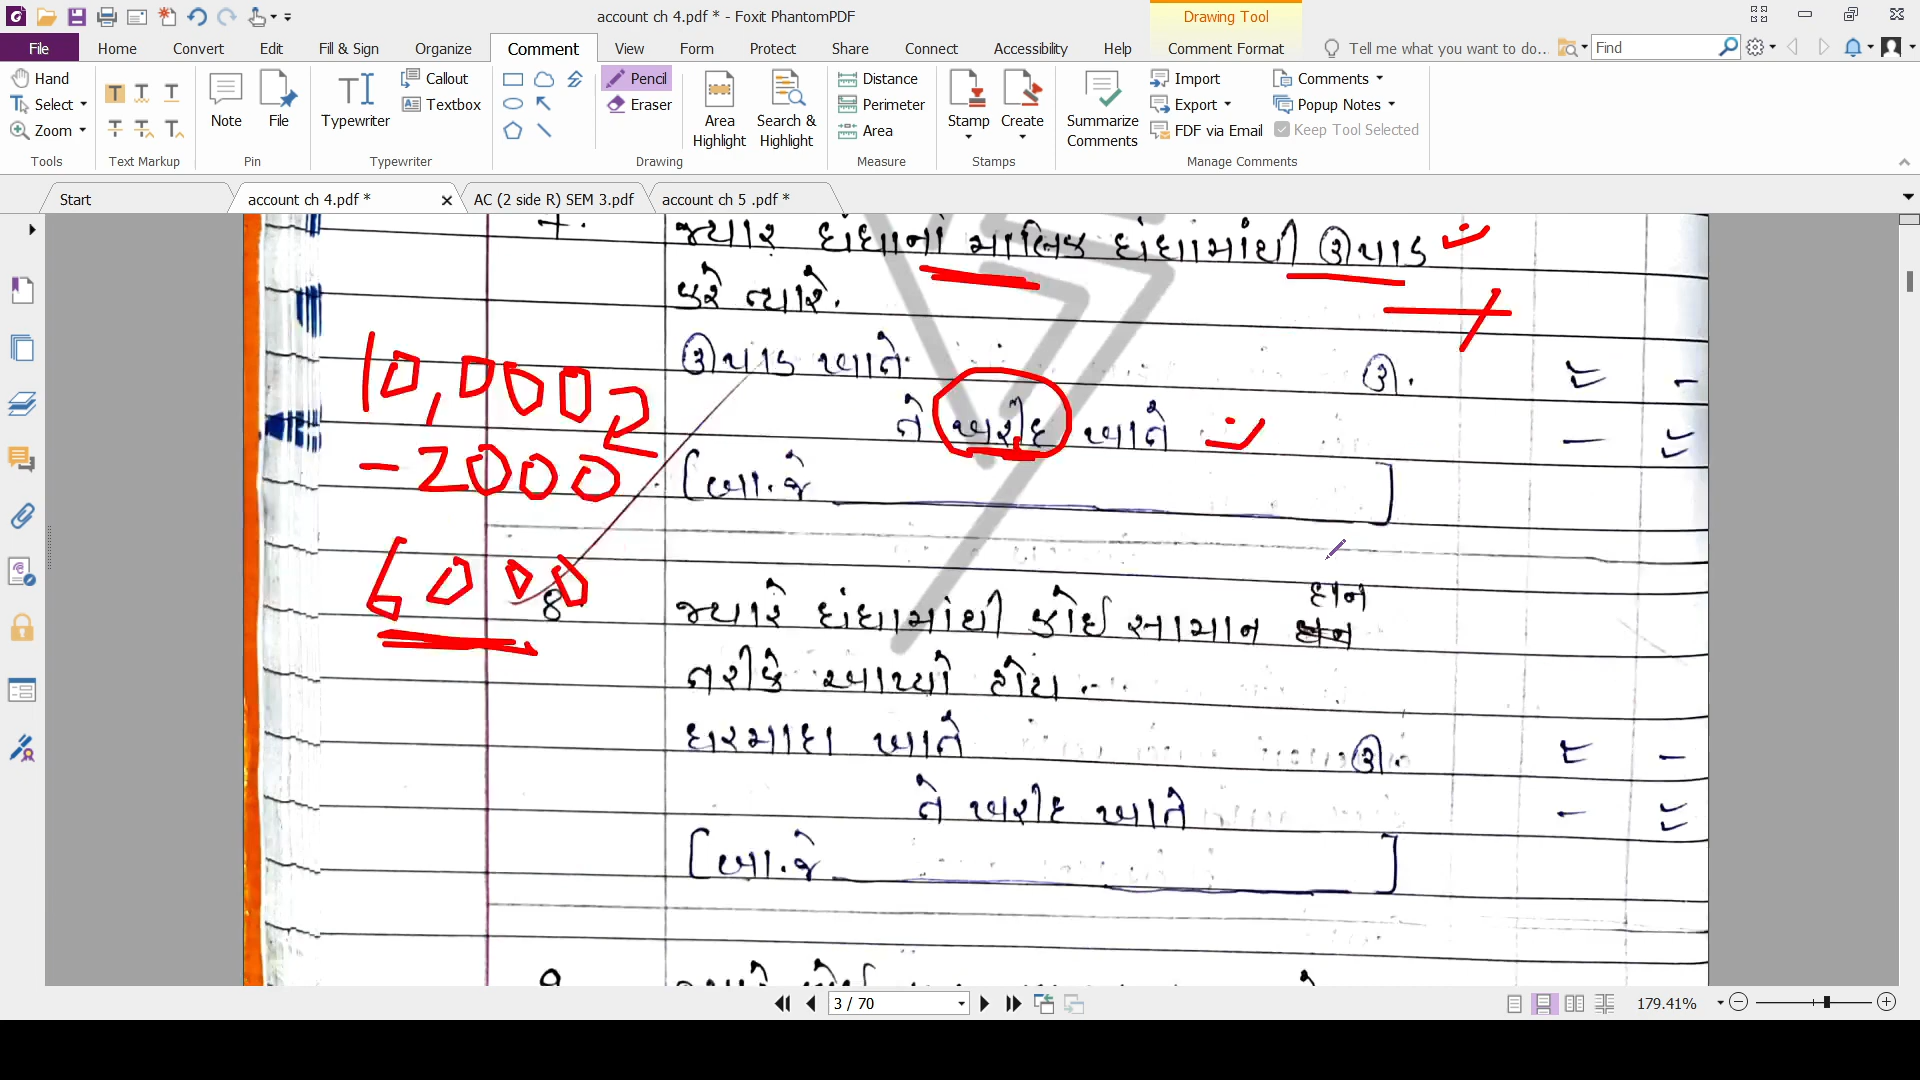 account ch 4.pdf * - Foxit PhantomPDF
Drawing Tool
File Home Convert Edit Fill & Sign Organize Comment View Form Protect Share Connect Accessibility Help Comment Format Tell me what you want to do... Find
Hand
Select
Zoom
Tools
Text Markup
Note
File
Pin
Typewriter
Callout
Textbox
Typewriter
Pencil
Eraser
Area Highlight
Search & Highlight
Drawing
Distance
Perimeter
Area
Measure
Stamp
Create
Stamps
Summarize Comments
Import
Export
FDF via Email
Comments
Popup Notes
Keep Tool Selected
Manage Comments
Start
account ch 4.pdf *
AC (2 side R) SEM 3.pdf
account ch 5 .pdf *
7. જ્યારે ધંધાનો માલિક ધંધામાંથી ઉપાડ
કરે ત્યારે.
ઉપાડ ખાતે ઉ.
તે ખરીદ ખાતે
[બા.જે ]
10,000
-2000
6000
8. જ્યારે ધંધામાંથી કોઈ સામાન દાન
તરીકે આપ્યો હોય...
ધરમાદા ખાતે ઉ.
તે ખરીદ ખાતે
[બા.જે ]
9
3 / 70
179.41%